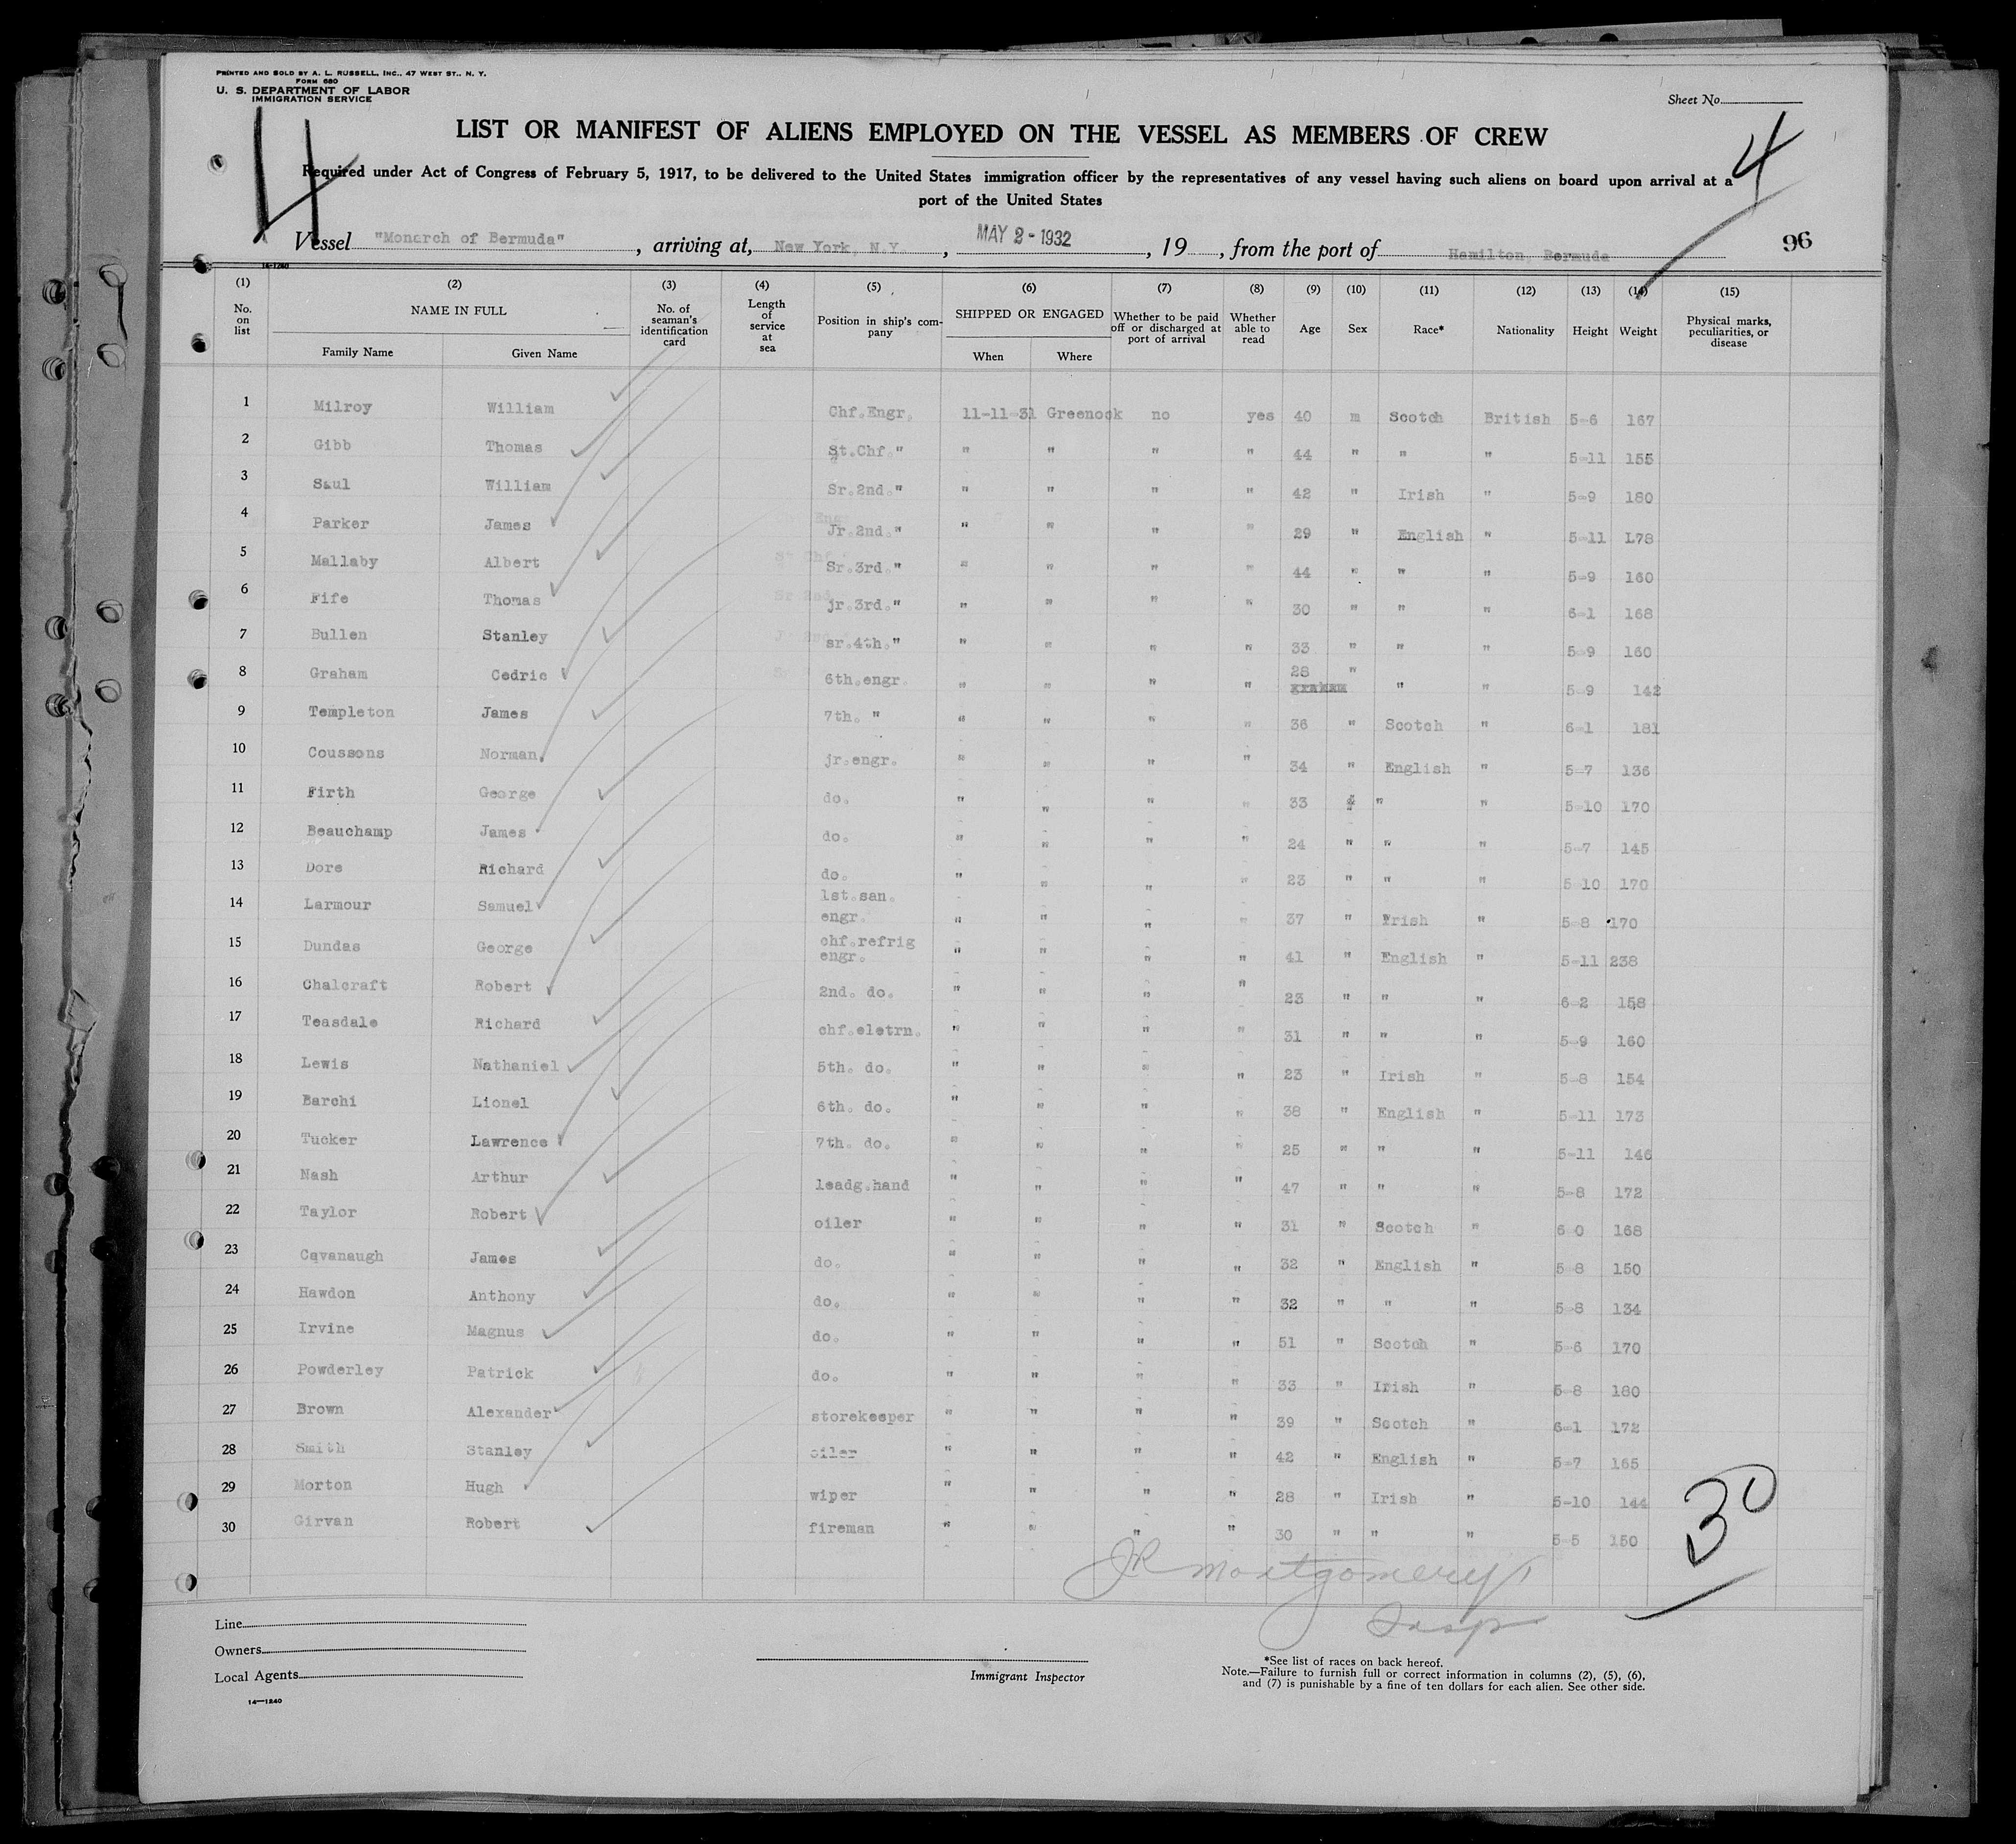 PRINTED AND SOLD BY A. L. RUSSELL, INC., 47 WEST ST., N. Y.
FORM 680
U. S. DEPARTMENT OF LABOR
IMMIGRATION SERVICE
Sheet No.
4
4
LIST OR MANIFEST OF ALIENS EMPLOYED ON THE VESSEL AS MEMBERS OF CREW
Required under Act of Congress of February 5, 1917, to be delivered to the United States immigration officer by the representatives of any vessel having such aliens on board upon arrival at a
port of the United States
Vessel "Monarch of Bermuda", arriving at, New York, N.Y., MAY 2-1932, 19, from the port of Hamilton, Bermuda
96
14-1240
(1) No. on list
(2) NAME IN FULL Family Name Given Name
(3) No. of seaman's identification card
(4) Length of service at sea
(5) Position in ship's company
(6) SHIPPED OR ENGAGED When Where
(7) Whether to be paid off or discharged at port of arrival
(8) Whether able to read
(9) Age
(10) Sex
(11) Race*
(12) Nationality
(13) Height
(14) Weight
(15) Physical marks, peculiarities, or disease
1 Milroy William Chf.Engr. 11-11-31 Greenock no yes 40 m Scotch British 5-6 167
2 Gibb Thomas St.Chf." " " " " 44 " " " 5-11 155
3 Saul William Sr.2nd." " " " " 42 " Irish " 5-9 180
4 Parker James Jr.2nd." " " " " 29 " English " 5-11 L78
5 Mallaby Albert Sr.3rd." " " " " 44 " " " 5-9 160
6 Fife Thomas jr.3rd." " " " " 30 " " " 6-1 168
7 Bullen Stanley sr.4th." " " " " 33 " " " 5-9 160
8 Graham Cedric 6th.engr. " " " " 28 " " " 5-9 142
9 Templeton James 7th. " " " " " 36 " Scotch " 6-1 181
10 Coussons Norman jr.engr. " " " " 34 " English " 5-7 136
11 Firth George do. " " " " 33 " " " 5-10 170
12 Beauchamp James do. " " " " 24 " " " 5-7 145
13 Dore Richard do. " " " " 23 " " " 5-10 170
14 Larmour Samuel 1st.san. engr. " " " " 37 " Irish " 5-8 170
15 Dundas George chf.refrig engr. " " " " 41 " English " 5-11 238
16 Chalcraft Robert 2nd. do. " " " " 23 " " " 6-2 158
17 Teasdale Richard chf.eletrn. " " " " 31 " " " 5-9 160
18 Lewis Nathaniel 5th. do. " " " " 23 " Irish " 5-8 154
19 Barchi Lionel 6th. do. " " " " 38 " English " 5-11 173
20 Tucker Lawrence 7th. do. " " " " 25 " " " 5-11 146
21 Nash Arthur leadg.hand " " " " 47 " " " 5-8 172
22 Taylor Robert oiler " " " " 31 " Scotch " 6-0 168
23 Cavanaugh James do. " " " " 32 " English " 5-8 150
24 Hawdon Anthony do. " " " " 32 " " " 5-8 134
25 Irvine Magnus do. " " " " 51 " Scotch " 5-6 170
26 Powderley Patrick do. " " " " 33 " Irish " 5-8 180
27 Brown Alexander storekeeper " " " " 39 " Scotch " 6-1 172
28 Smith Stanley oiler " " " " 42 " English " 5-7 165
29 Morton Hugh wiper " " " " 28 " Irish " 5-10 144
30 Girvan Robert fireman " " " " 30 " " " 5-5 150
30
JR Montgomery
Insp
Line
Owners
Local Agents
14-1240
Immigrant Inspector
*See list of races on back hereof.
Note.—Failure to furnish full or correct information in columns (2), (5), (6),
and (7) is punishable by a fine of ten dollars for each alien. See other side.